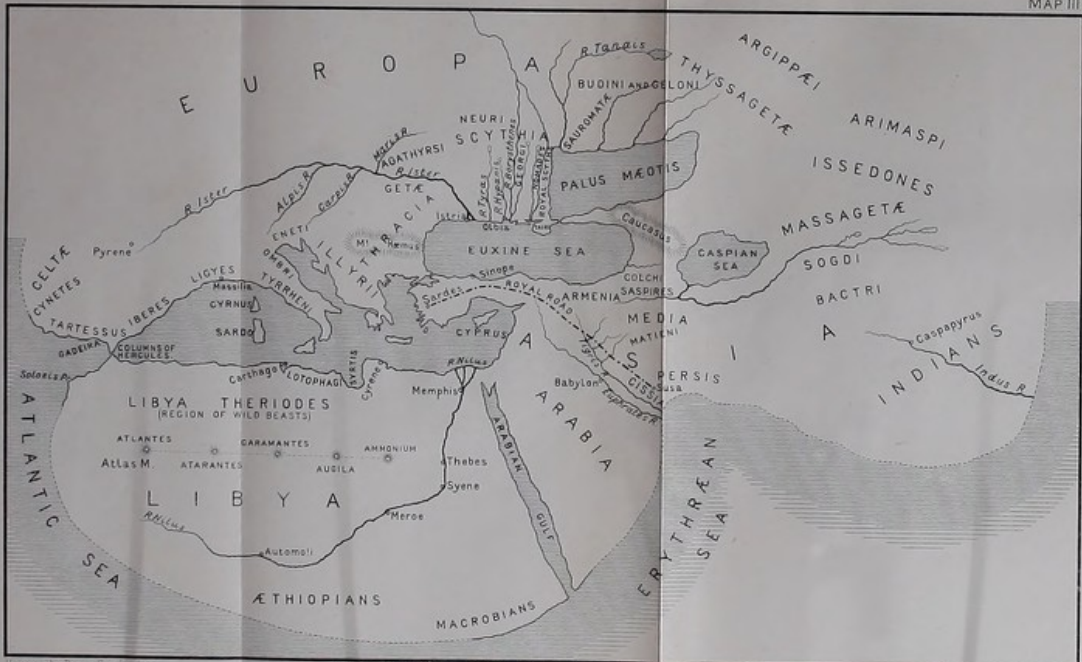 MAP III
EUROPA
R. Tanais
ARGIPPÆI
THYSSAGETÆ
BUDINI AND GELONI
SAUROMATÆ
NEURI
SCYTHIA
ARIMASPI
ISSEDONES
MASSAGETÆ
Maris R.
AGATHYRSI
R. Ister
GETÆ
R. Tyras
R. Hypanis
R. Borysthenes
GEORGI
NOMADES
ROYAL SCYTHS
PALUS MÆOTIS
R. Ister
Alpis R.
Carpis R.
Istria
Olbia
Caucasus
Pyrene
ENETI
THRACIA
Mt. Hæmus
EUXINE SEA
CASPIAN SEA
SOGDI
BACTRI
CELTÆ
CYNETES
LIGYES
Massilia
OMBRI
TYRRHENI
ILLYRII
Sinope
COLCHI
SASPIRES
ARMENIA
ROYAL ROAD
Sardes
IBERES
CYRNUS
SARDO
TARTESSUS
GADEIRA
COLUMNS OF
HERCULES
CYPRUS
MEDIA
MATIENI
ASIA
Caspapyrus
INDIANS
Indus R.
Soloeis P.
Carthago
LOTOPHAGI
SYRTIS
Cyrene
R. Nilus
Memphis
Tigris R.
Babylon
Euphrates R.
CISSIA
Susa
PERSIS
LIBYA THERIODES
(REGION OF WILD BEASTS)
ARABIA
ARABIAN GULF
ATLANTES
Atlas M.
ATARANTES
GARAMANTES
AUGILA
AMMONIUM
Thebes
Syene
LIBYA
R. Nilus
Meroe
Automoli
ATLANTIC SEA
ERYTHRÆAN SEA
ÆTHIOPIANS
MACROBIANS